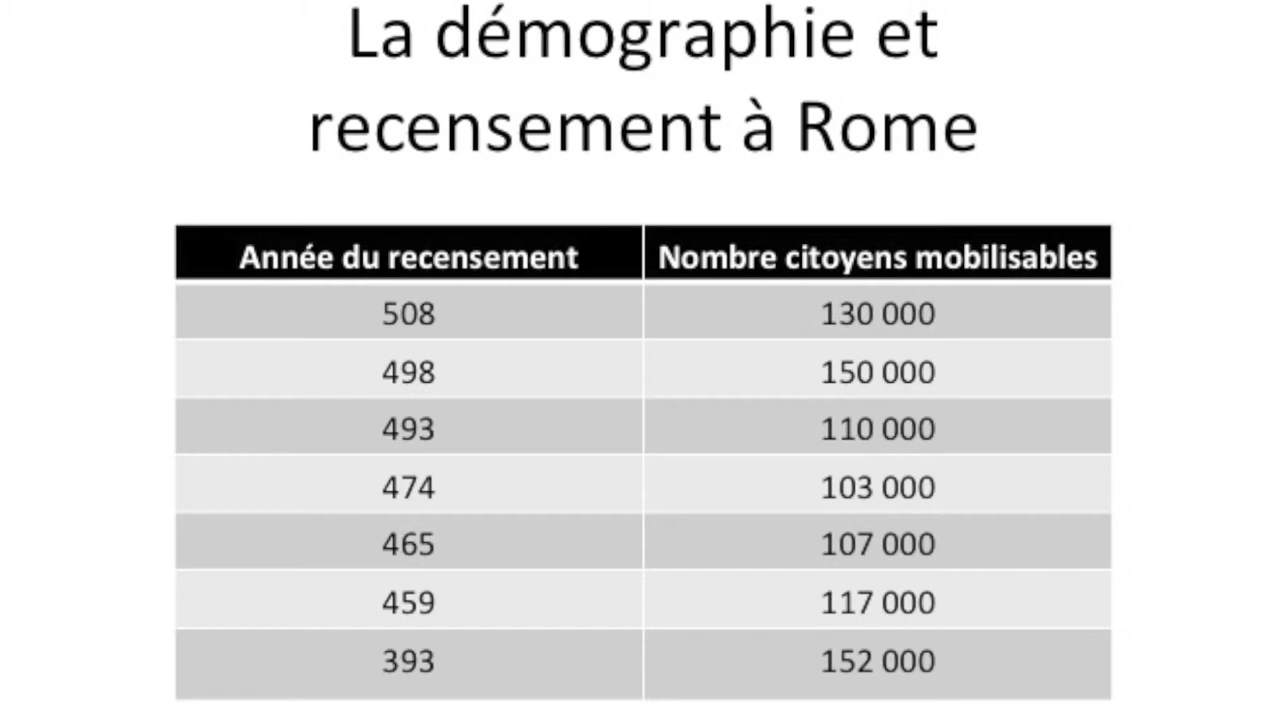 La démographie et
recensement à Rome
Année du recensement Nombre citoyens mobilisables
508 130 000
498 150 000
493 110 000
474 103 000
465 107 000
459 117 000
393 152 000